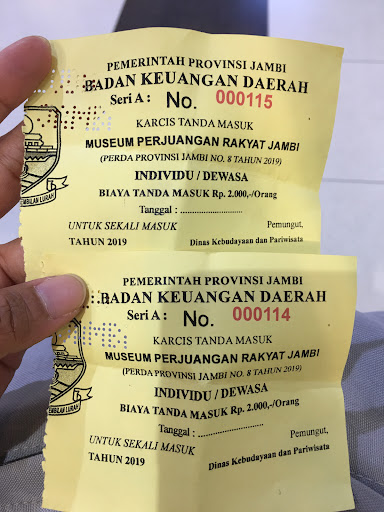 PEMERINTAH PROVINSI JAMBI
BADAN KEUANGAN DAERAH
Seri A : No. 000115
KARCIS TANDA MASUK
MUSEUM PERJUANGAN RAKYAT JAMBI
(PERDA PROVINSI JAMBI NO. 8 TAHUN 2019)
INDIVIDU / DEWASA
BIAYA TANDA MASUK Rp. 2.000,-/Orang
Tanggal : ........................
UNTUK SEKALI MASUK Pemungut,
TAHUN 2019 Dinas Kebudayaan dan Pariwisata
PEMERINTAH PROVINSI JAMBI
BADAN KEUANGAN DAERAH
Seri A : No. 000114
KARCIS TANDA MASUK
MUSEUM PERJUANGAN RAKYAT JAMBI
(PERDA PROVINSI JAMBI NO. 8 TAHUN 2019)
INDIVIDU / DEWASA
BIAYA TANDA MASUK Rp. 2.000,-/Orang
Tanggal : ........................
UNTUK SEKALI MASUK Pemungut,
TAHUN 2019 Dinas Kebudayaan dan Pariwisata